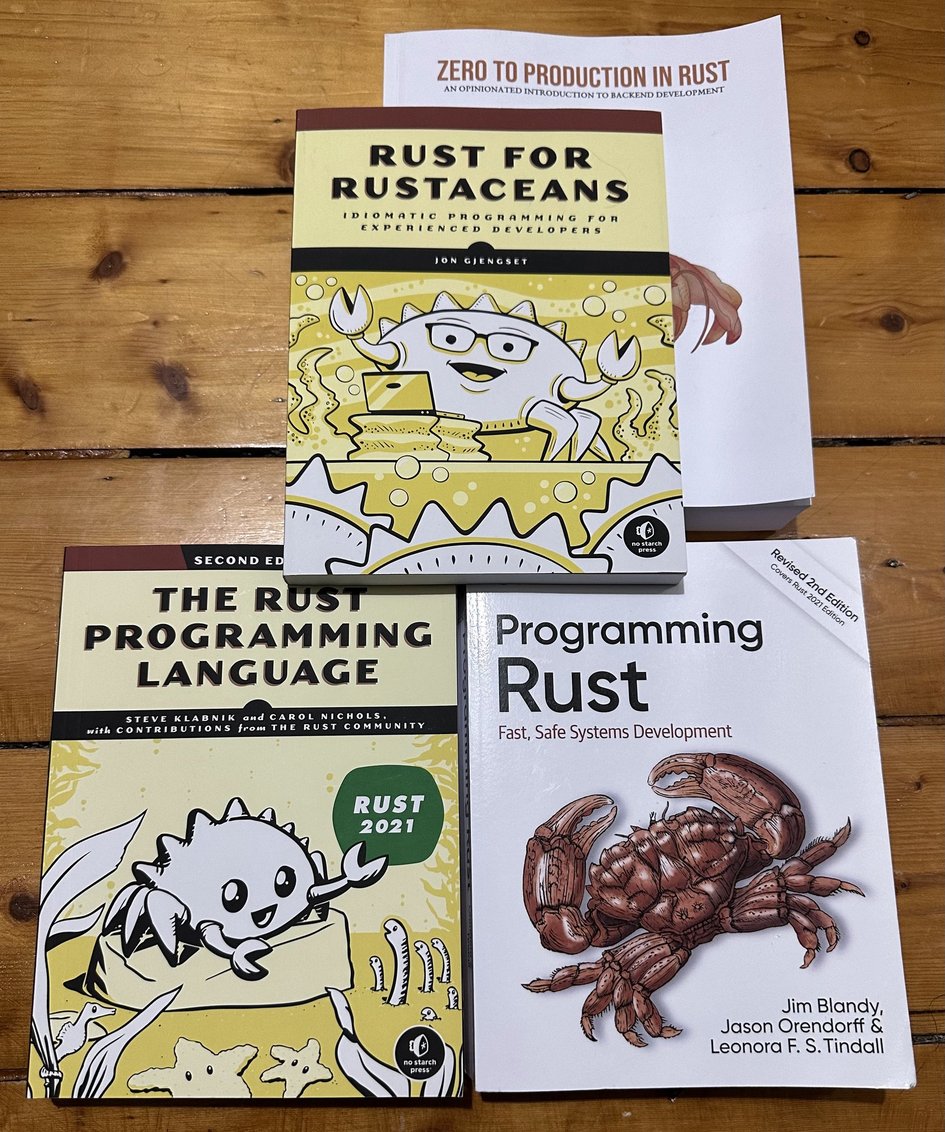 ZERO TO PRODUCTION IN RUST
AN OPINIONATED INTRODUCTION TO BACKEND DEVELOPMENT
RUST FOR
RUSTACEANS
IDIOMATIC PROGRAMMING FOR
EXPERIENCED DEVELOPERS
JON GJENGSET
no starch
press
SECOND ED
THE RUST
PROGRAMMING
LANGUAGE
STEVE KLABNIK and CAROL NICHOLS,
with CONTRIBUTIONS from THE RUST COMMUNITY
RUST
2021
no starch
press
Revised 2nd Edition
Covers Rust 2021 Edition
Programming
Rust
Fast, Safe Systems Development
Jim Blandy,
Jason Orendorff &
Leonora F. S. Tindall